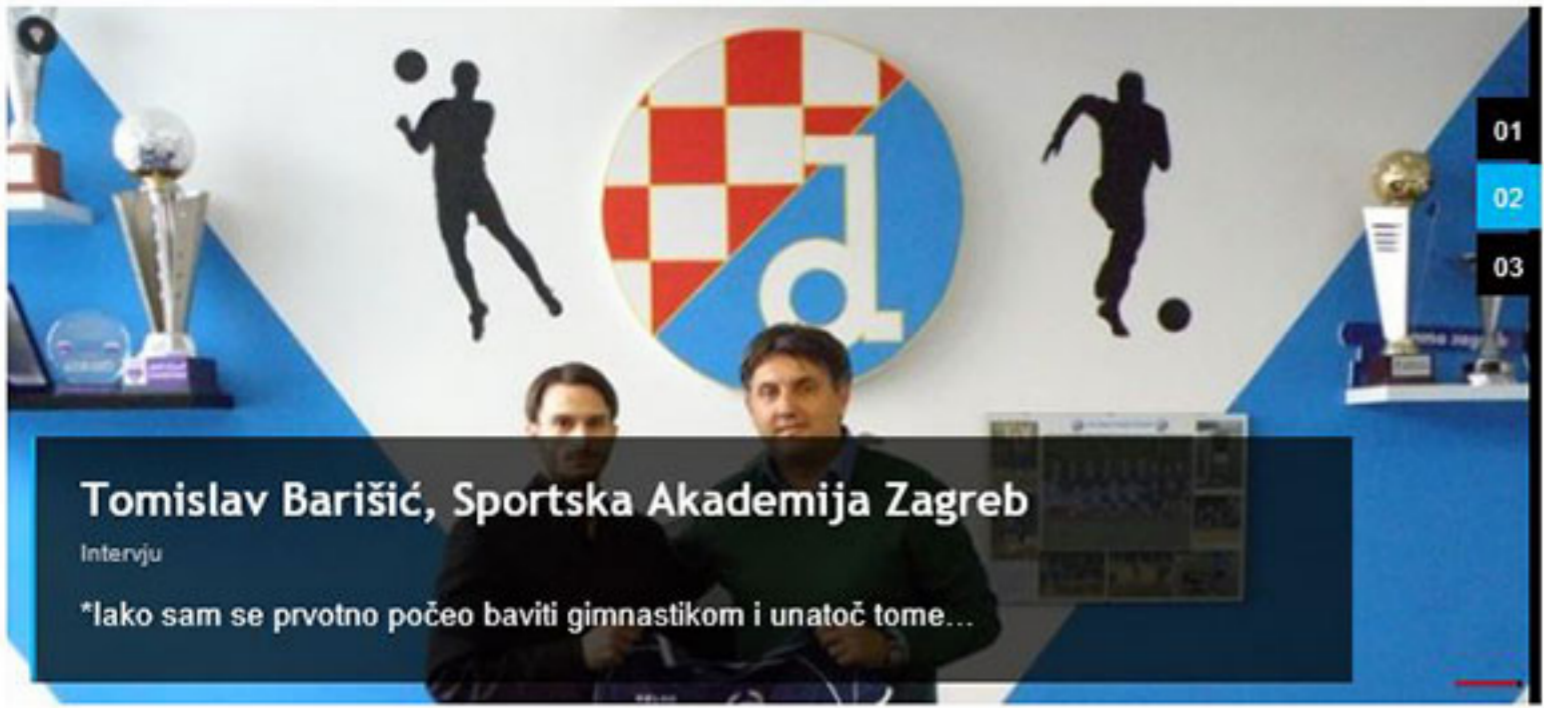 01
02
03
Tomislav Barišić, Sportska Akademija Zagreb
Intervju
*Iako sam se prvotno počeo baviti gimnastikom i unatoč tome...